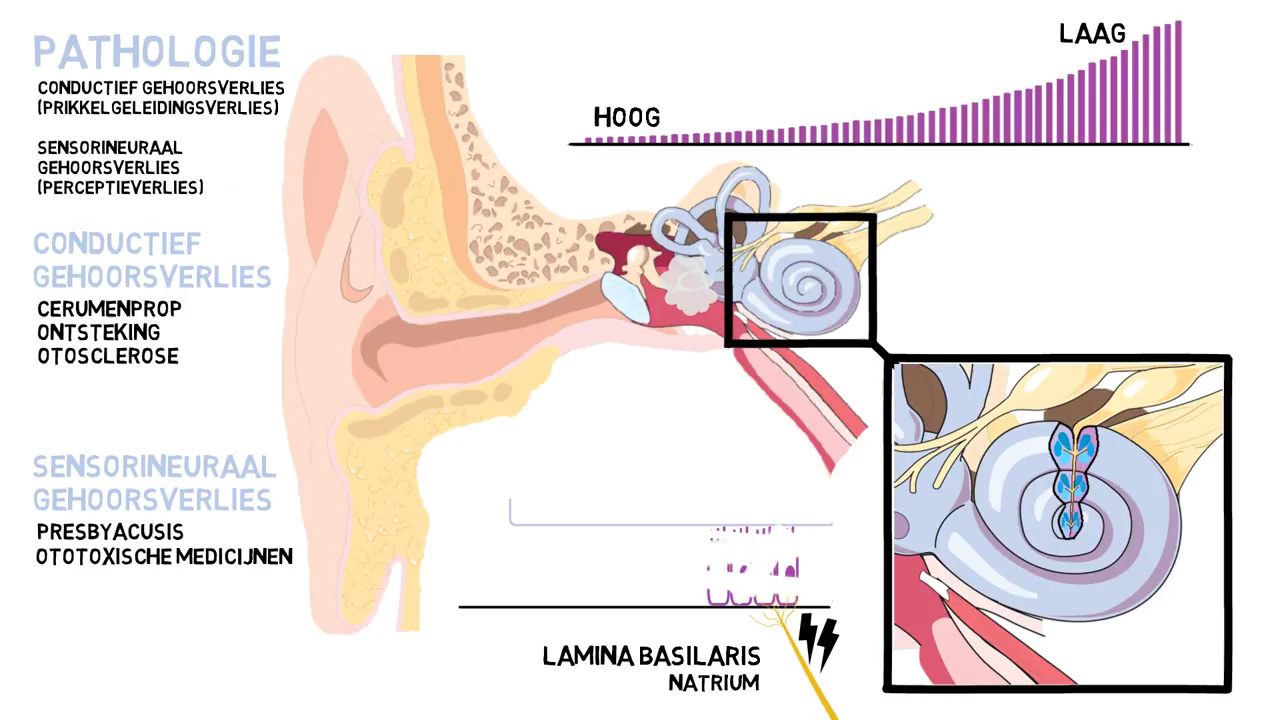 PATHOLOGIE
CONDUCTIEF GEHOORSVERLIES
(PRIKKELGELEIDINGSVERLIES)
SENSORINEURAAL
GEHOORSVERLIES
(PERCEPTIEVERLIES)
CONDUCTIEF
GEHOORSVERLIES
CERUMENPROP
ONTSTEKING
OTOSCLEROSE
SENSORINEURAAL
GEHOORSVERLIES
PRESBYACUSIS
OTOTOXISCHE MEDICIJNEN
HOOG
LAAG
LAMINA BASILARIS
NATRIUM